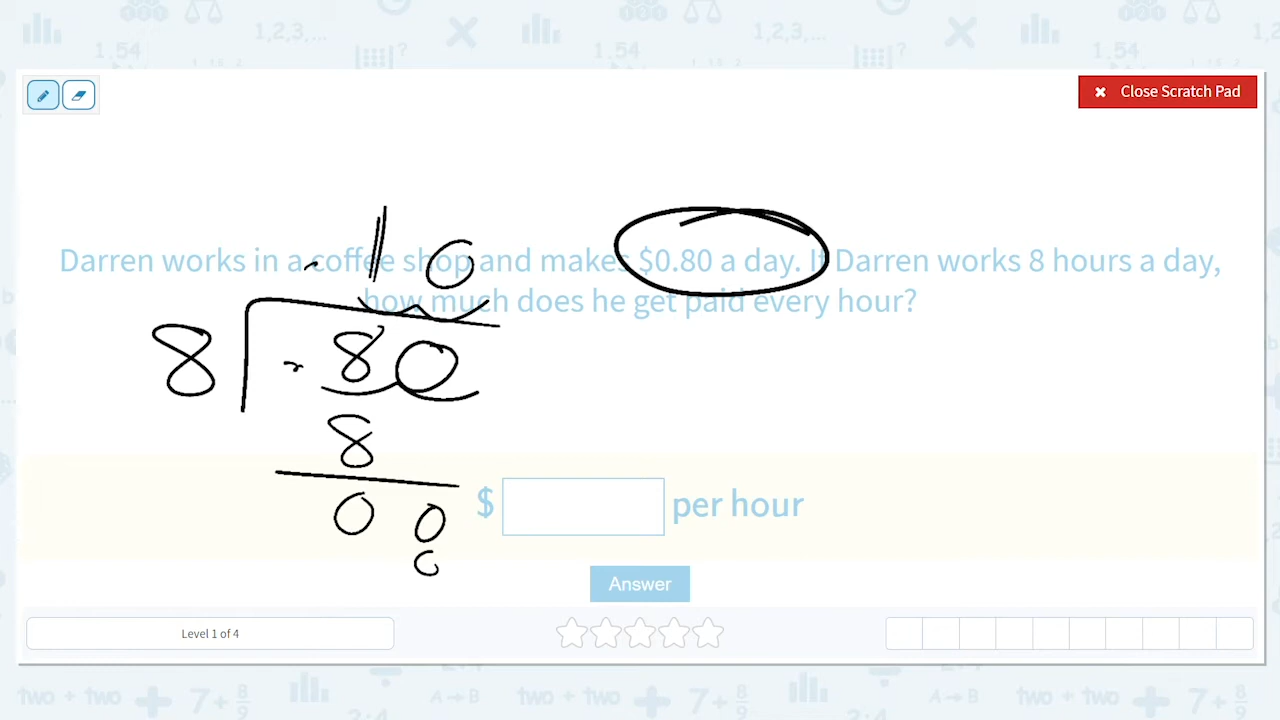 Close Scratch Pad
Darren works in a coffee shop and makes $0.80 a day. If Darren works 8 hours a day,
how much does he get paid every hour?
.10
8 .80
8
0 0
0
$ per hour
Answer
Level 1 of 4